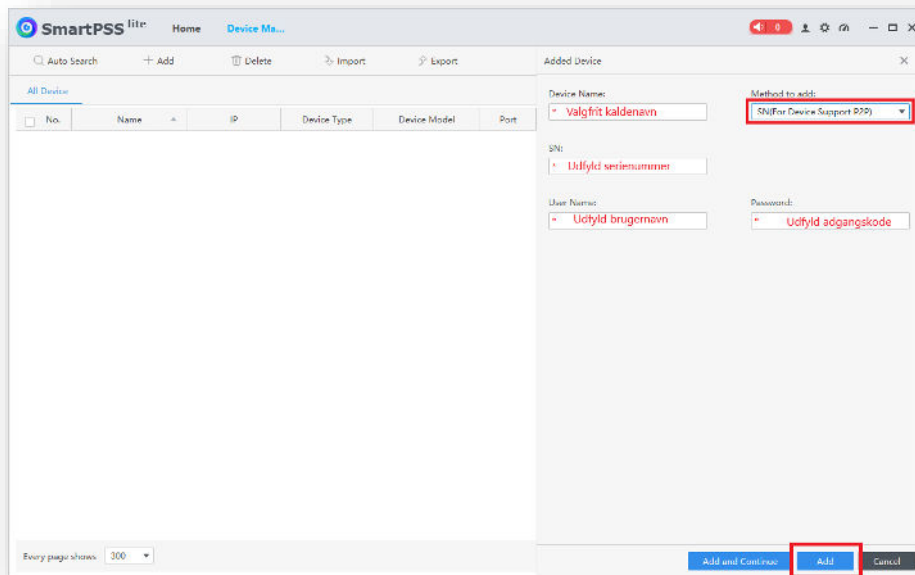 SmartPSS lite Home Device Ma... 0
Auto Search + Add Delete Import Export Added Device
All Device
No. Name IP Device Type Device Model Port
Device Name: Method to add:
* Valgfrit kaldenavn SN(For Device Support P2P)
SN:
* Udfyld serienummer
User Name: Password:
* Udfyld brugernavn * Udfyld adgangskode
Every page shows 300
Add and Continue Add Cancel